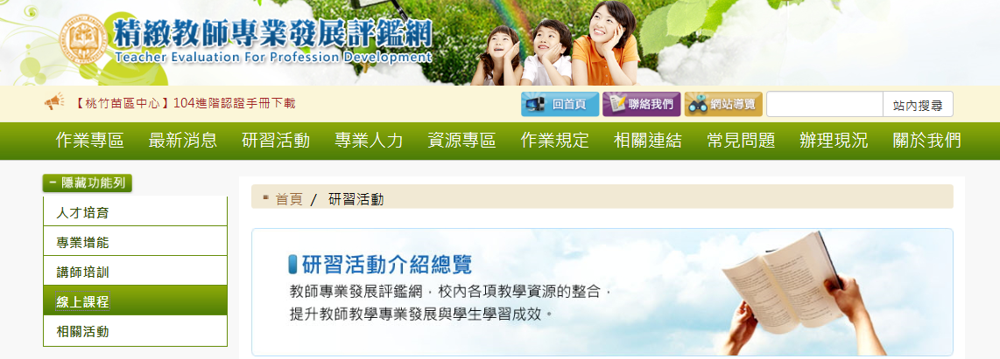 精緻教師專業發展評鑑網
Teacher Evaluation For Profession Development
【桃竹苗區中心】104進階認證手冊下載
回首頁 聯絡我們 網站導覽 站內搜尋
作業專區 最新消息 研習活動 專業人力 資源專區 作業規定 相關連結 常見問題 辦理現況 關於我們
－ 隱藏功能列
人才培育
專業增能
講師培訓
線上課程
相關活動
首頁 / 研習活動
研習活動介紹總覽
教師專業發展評鑑網，校內各項教學資源的整合，
提升教師教學專業發展與學生學習成效。